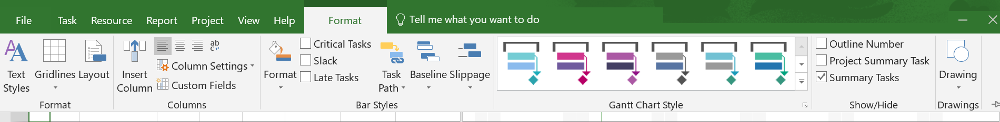 File Task Resource Report Project View Help Format Tell me what you want to do
Text Styles
Gridlines
Layout
Format
Insert Column
ab
c
Column Settings
Custom Fields
Columns
Format
Critical Tasks
Slack
Late Tasks
Task Path
Baseline
Slippage
Bar Styles
Gantt Chart Style
Outline Number
Project Summary Task
Summary Tasks
Show/Hide
Drawing
Drawings